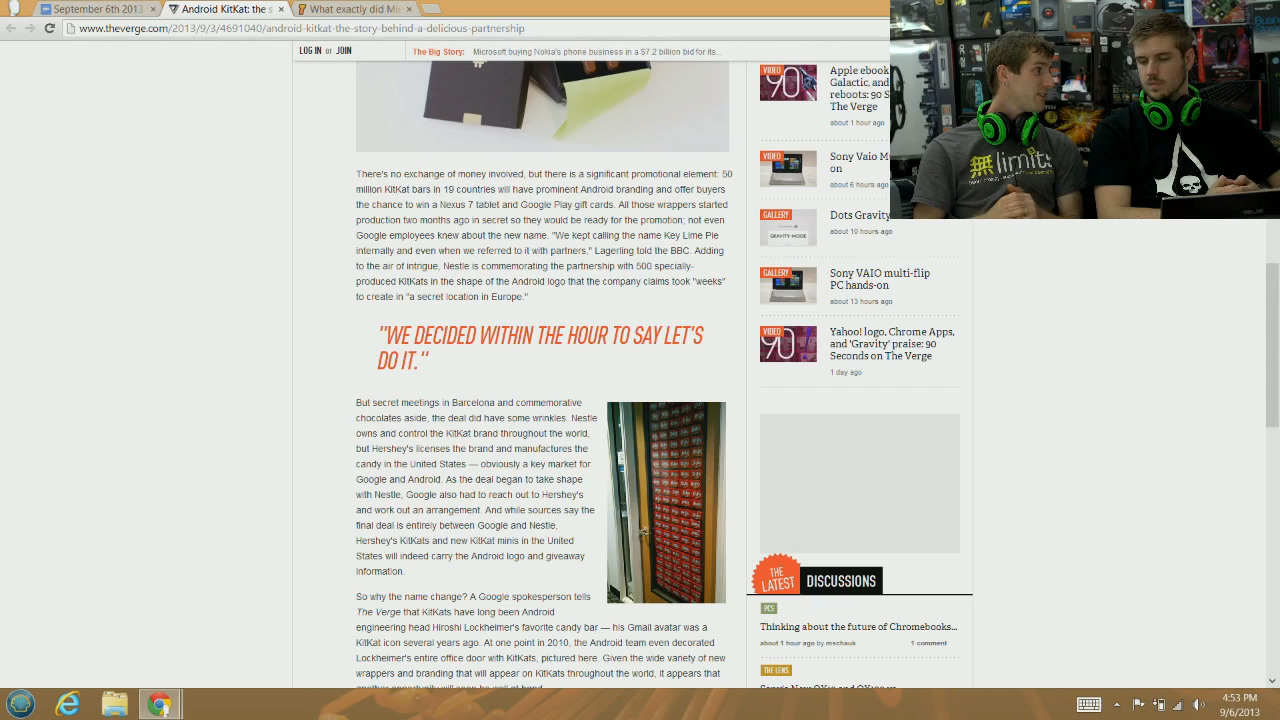 September 6th 2013
Android KitKat: the s
What exactly did Mi
www.theverge.com/2013/9/3/4691040/android-kitkat-the-story-behind-a-delicious-partnership
LOG IN or JOIN
The Big Story: Microsoft buying Nokia's phone business in a $7.2 billion bid for its...
There's no exchange of money involved, but there is a significant promotional element: 50
million KitKat bars in 19 countries will have prominent Android branding and offer buyers
the chance to win a Nexus 7 tablet and Google Play gift cards. All those wrappers started
production two months ago in secret so they would be ready for the promotion; not even
Google employees knew about the new name. "We kept calling the name Key Lime Pie
internally and even when we referred to it with partners," Lagerling told the BBC. Adding
to the air of intrigue, Nestle is commemorating the partnership with 500 specially-
produced KitKats in the shape of the Android logo that the company claims took "weeks"
to create in "a secret location in Europe."
"WE DECIDED WITHIN THE HOUR TO SAY LET'S
DO IT."
But secret meetings in Barcelona and commemorative
chocolates aside, the deal did have some wrinkles. Nestle
owns and control the KitKat brand throughout the world,
but Hershey's licenses the brand and manufactures the
candy in the United States — obviously a key market for
Google and Android. As the deal began to take shape
with Nestle, Google also had to reach out to Hershey's
and work out an arrangement. And while sources say the
final deal is entirely between Google and Nestle,
Hershey's KitKats and new KitKat minis in the United
States will indeed carry the Android logo and giveaway
information.
So why the name change? A Google spokesperson tells
The Verge that KitKats have long been Android
engineering head Hiroshi Lockheimer's favorite candy bar — his Gmail avatar was a
KitKat icon several years ago. At one point in 2010, the Android team even decorated
Lockheimer's entire office door with KitKats, pictured here. Given the wide variety of new
wrappers and branding that will appear on KitKats throughout the world, it appears that
VIDEO
90
Apple ebook
Galactic, and
reboots: 90 S
The Verge
about 1 hour ago
VIDEO
Sony Vaio M
on
about 6 hours ago
GALLERY
GRAVITY-MODE
Dots Gravity
about 10 hours ago
GALLERY
Sony VAIO multi-flip
PC hands-on
about 13 hours ago
VIDEO
90
Yahoo! logo, Chrome Apps,
and 'Gravity' praise: 90
Seconds on The Verge
1 day ago
THE LATEST
DISCUSSIONS
PCS
Thinking about the future of Chromebooks...
about 1 hour ago by mschauk 1 comment
THE LENS
無 limits
4:53 PM
9/6/2013